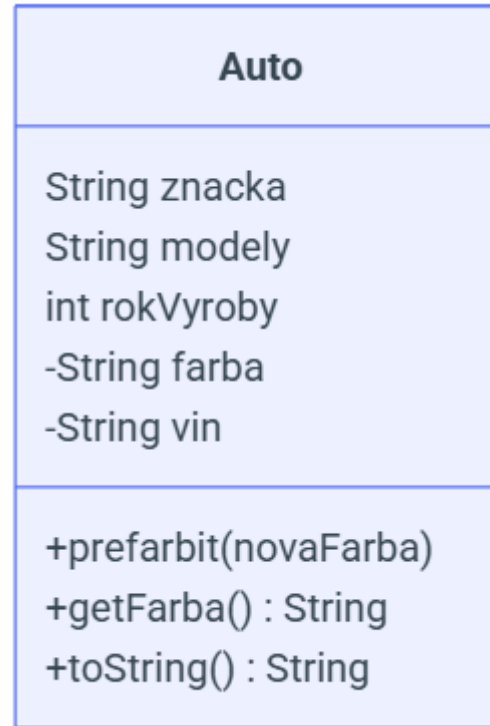 Auto
String znacka
String modely
int rokVyroby
-String farba
-String vin
+prefarbit(novaFarba)
+getFarba() : String
+toString() : String